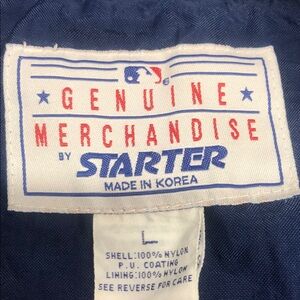 GENUINE
MERCHANDISE
BY STARTER
MADE IN KOREA
L
SHELL:100% NYLON
P.U. COATING
LINING:100% NYLON
SEE REVERSE FOR CARE